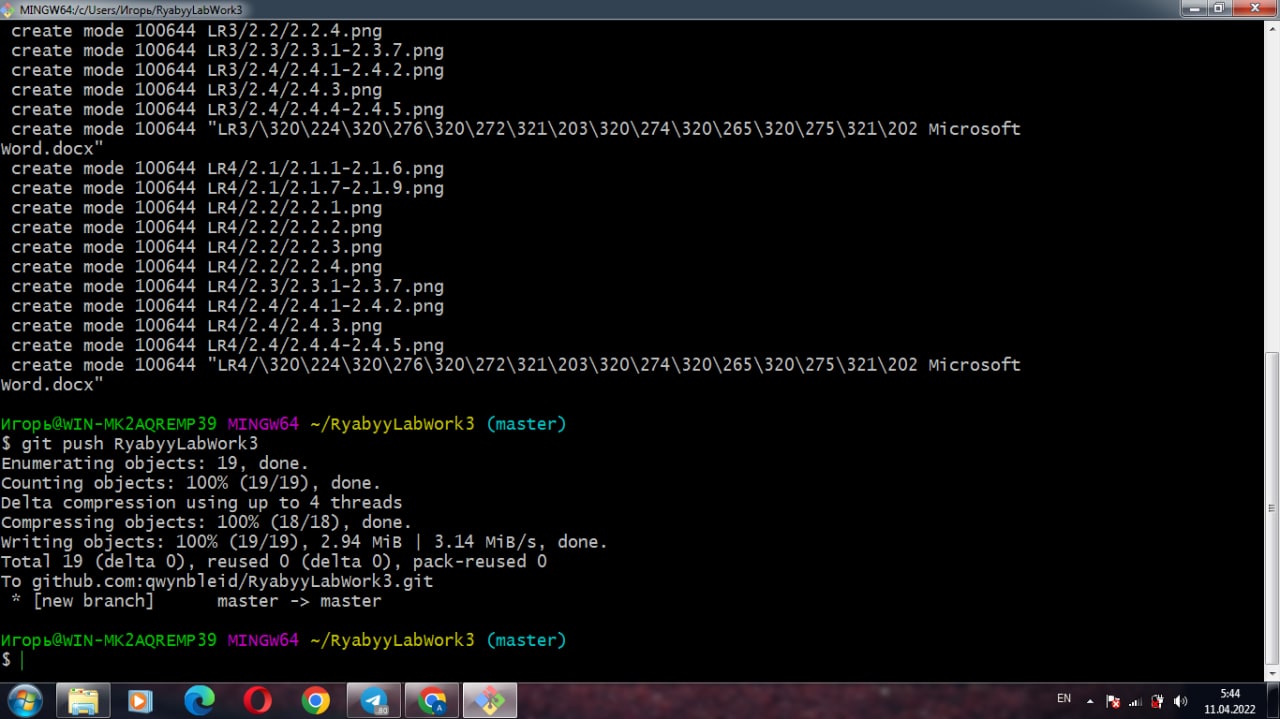 MINGW64:/c/Users/Игорь/RyabyyLabWork3
create mode 100644 LR3/2.2/2.2.4.png
create mode 100644 LR3/2.3/2.3.1-2.3.7.png
create mode 100644 LR3/2.4/2.4.1-2.4.2.png
create mode 100644 LR3/2.4/2.4.3.png
create mode 100644 LR3/2.4/2.4.4-2.4.5.png
create mode 100644 "LR3/\320\224\320\276\320\272\321\203\320\274\320\265\320\275\321\202 Microsoft
Word.docx"
create mode 100644 LR4/2.1/2.1.1-2.1.6.png
create mode 100644 LR4/2.1/2.1.7-2.1.9.png
create mode 100644 LR4/2.2/2.2.1.png
create mode 100644 LR4/2.2/2.2.2.png
create mode 100644 LR4/2.2/2.2.3.png
create mode 100644 LR4/2.2/2.2.4.png
create mode 100644 LR4/2.3/2.3.1-2.3.7.png
create mode 100644 LR4/2.4/2.4.1-2.4.2.png
create mode 100644 LR4/2.4/2.4.3.png
create mode 100644 LR4/2.4/2.4.4-2.4.5.png
create mode 100644 "LR4/\320\224\320\276\320\272\321\203\320\274\320\265\320\275\321\202 Microsoft
Word.docx"
Игорь@WIN-MK2AQREMP39 MINGW64 ~/RyabyyLabWork3 (master)
$ git push RyabyyLabWork3
Enumerating objects: 19, done.
Counting objects: 100% (19/19), done.
Delta compression using up to 4 threads
Compressing objects: 100% (18/18), done.
Writing objects: 100% (19/19), 2.94 MiB | 3.14 MiB/s, done.
Total 19 (delta 0), reused 0 (delta 0), pack-reused 0
To github.com:qwynbleid/RyabyyLabWork3.git
* [new branch]      master -> master
Игорь@WIN-MK2AQREMP39 MINGW64 ~/RyabyyLabWork3 (master)
$
80
A
EN
5:44
11.04.2022